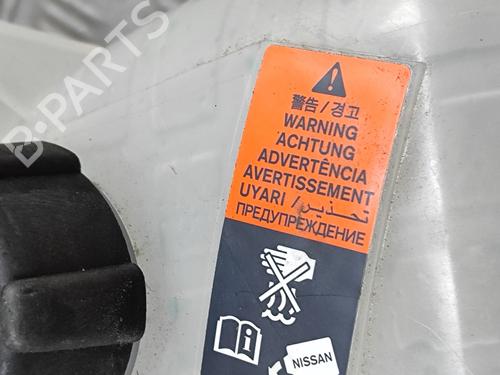 B-PARTS
警告 / 경고
WARNING
ACHTUNG
ADVERTÊNCIA
AVERTISSEMENT
UYARI / تحذير
ПРЕДУПРЕЖДЕНИЕ
NISSAN